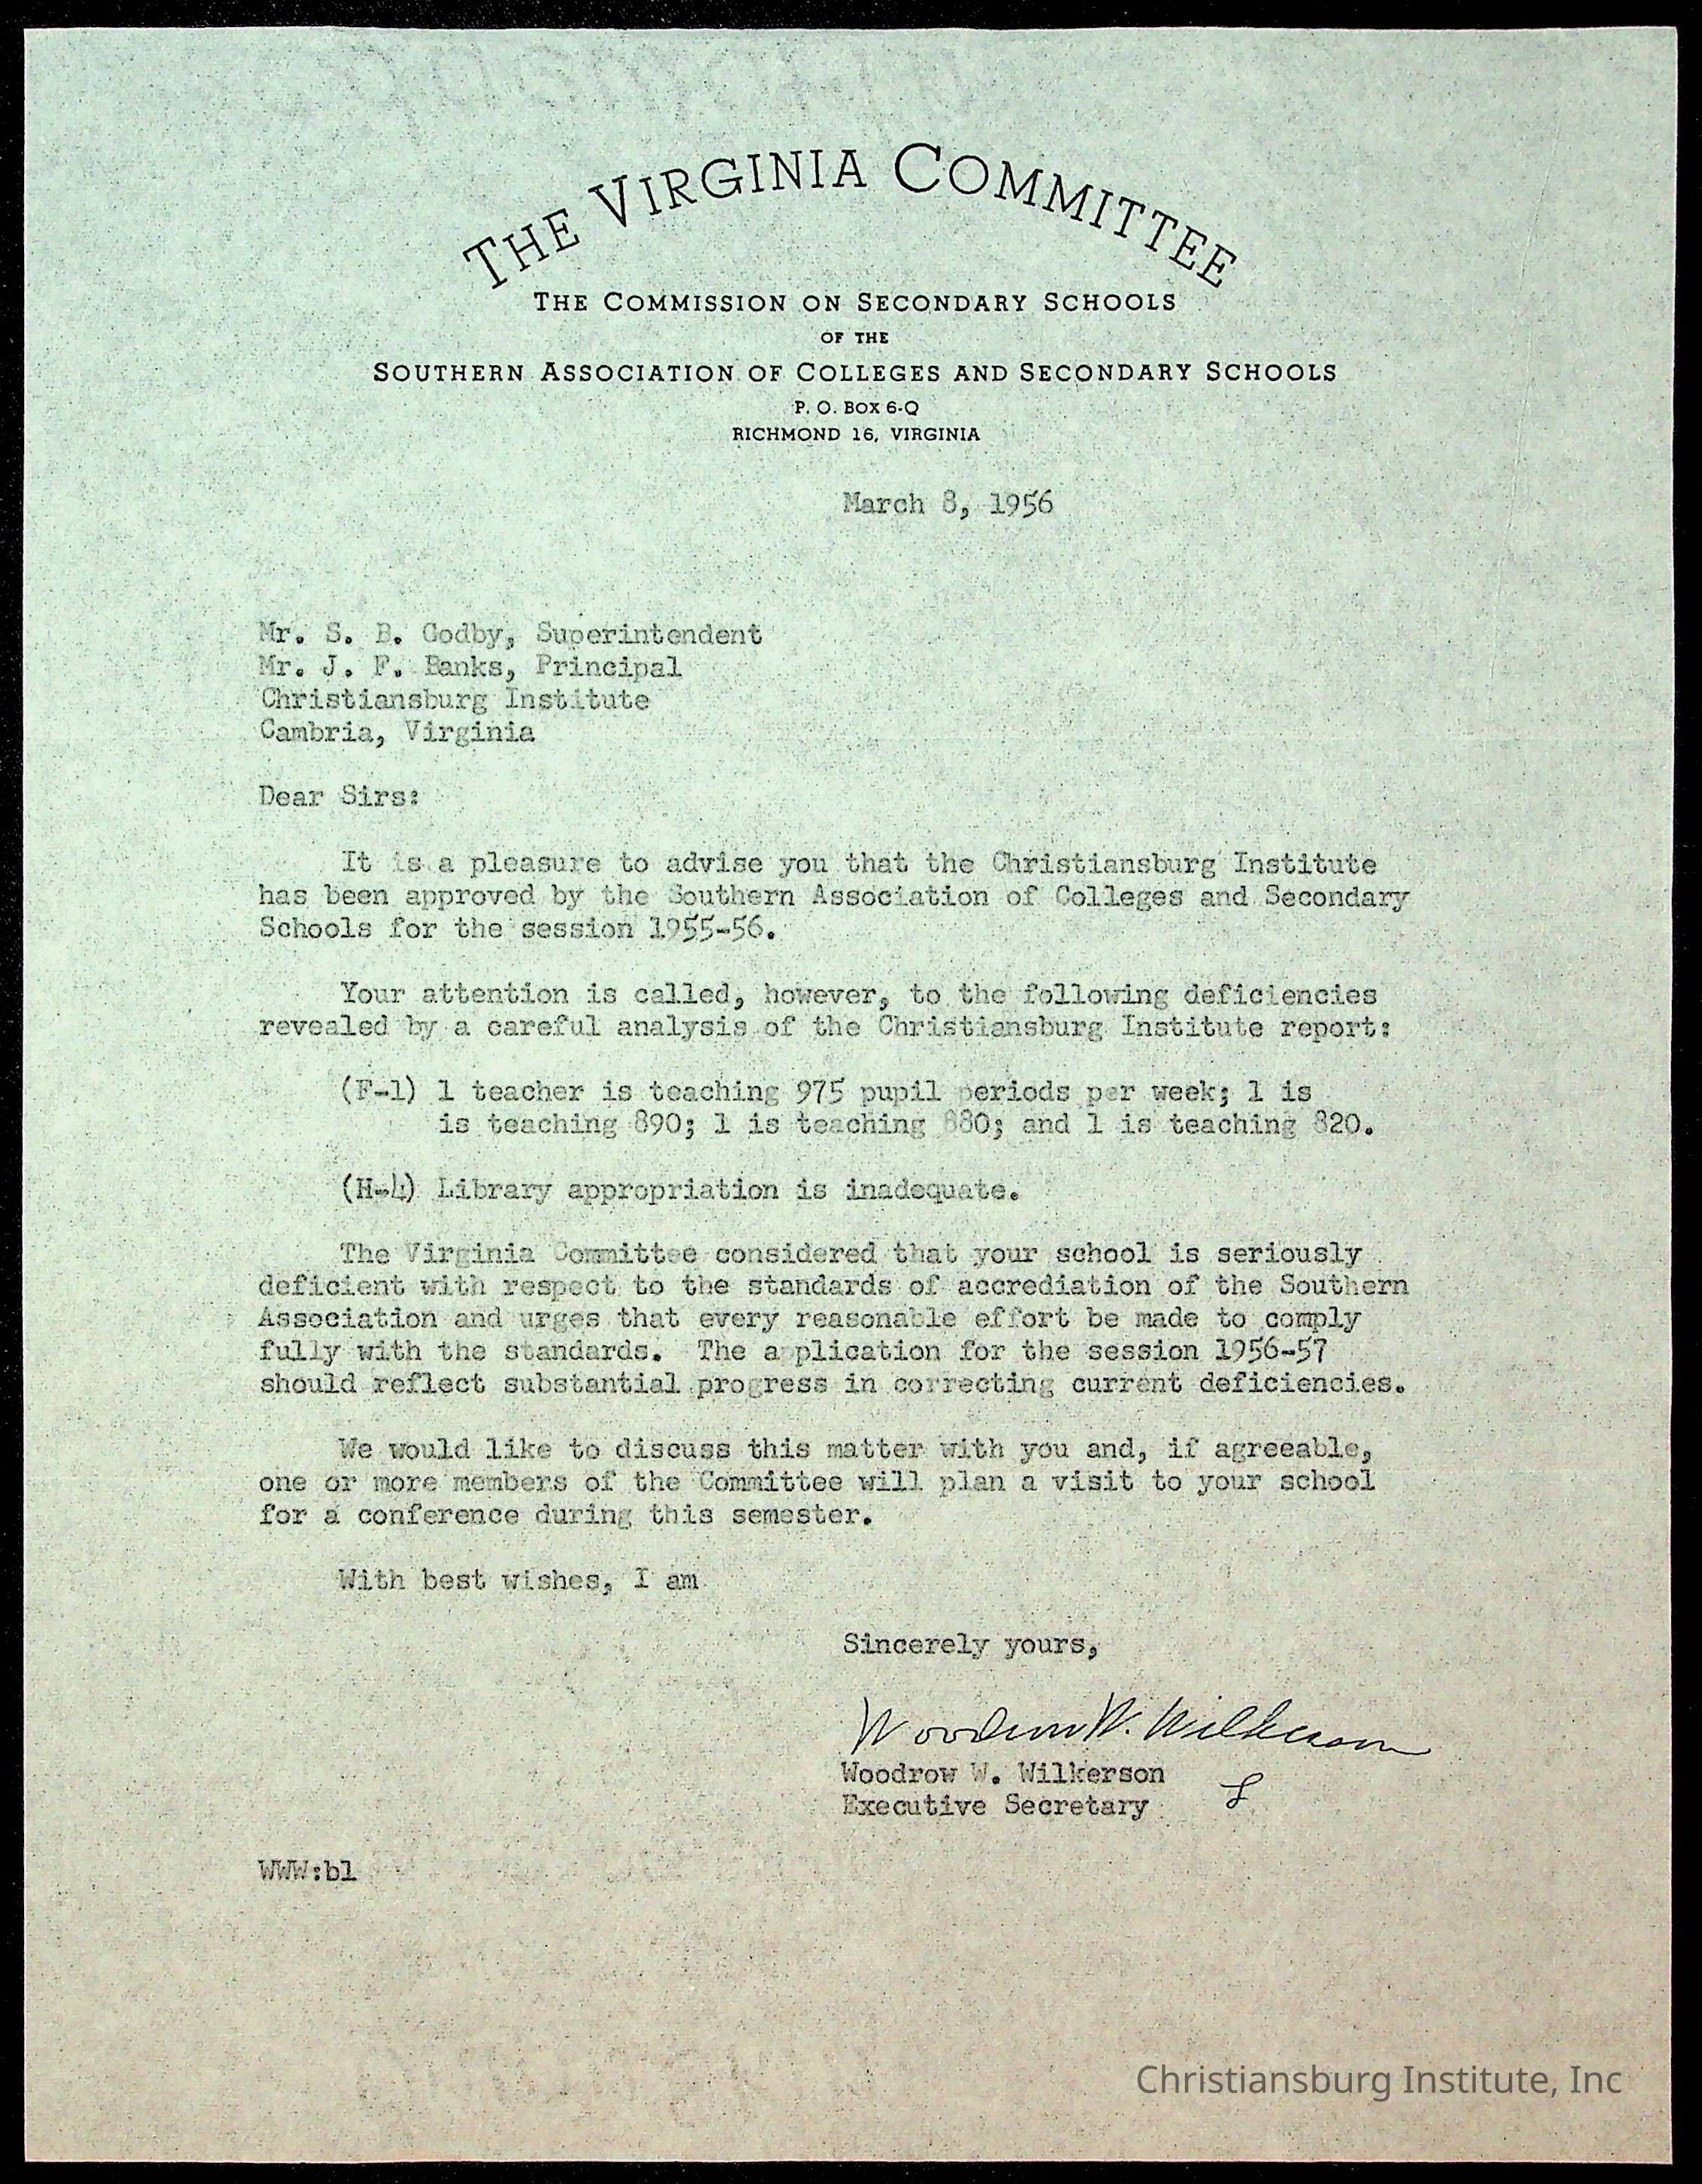 THE VIRGINIA COMMITTEE
THE COMMISSION ON SECONDARY SCHOOLS
OF THE
SOUTHERN ASSOCIATION OF COLLEGES AND SECONDARY SCHOOLS
P. O. BOX 6-Q
RICHMOND 16, VIRGINIA
March 8, 1956
Mr. S. B. Godby, Superintendent
Mr. J. F. Banks, Principal
Christiansburg Institute
Cambria, Virginia
Dear Sirs:
It is a pleasure to advise you that the Christiansburg Institute
has been approved by the Southern Association of Colleges and Secondary
Schools for the session 1955-56.
Your attention is called, however, to the following deficiencies
revealed by a careful analysis of the Christiansburg Institute report:
(F-1) 1 teacher is teaching 975 pupil periods per week; 1 is
is teaching 890; 1 is teaching 880; and 1 is teaching 820.
(H-4) Library appropriation is inadequate.
The Virginia Committee considered that your school is seriously
deficient with respect to the standards of accrediation of the Southern
Association and urges that every reasonable effort be made to comply
fully with the standards. The application for the session 1956-57
should reflect substantial progress in correcting current deficiencies.
We would like to discuss this matter with you and, if agreeable,
one or more members of the Committee will plan a visit to your school
for a conference during this semester.
With best wishes, I am
Sincerely yours,
Woodrow W. Wilkerson
Woodrow W. Wilkerson
Executive Secretary
WWW:bl
Christiansburg Institute, Inc